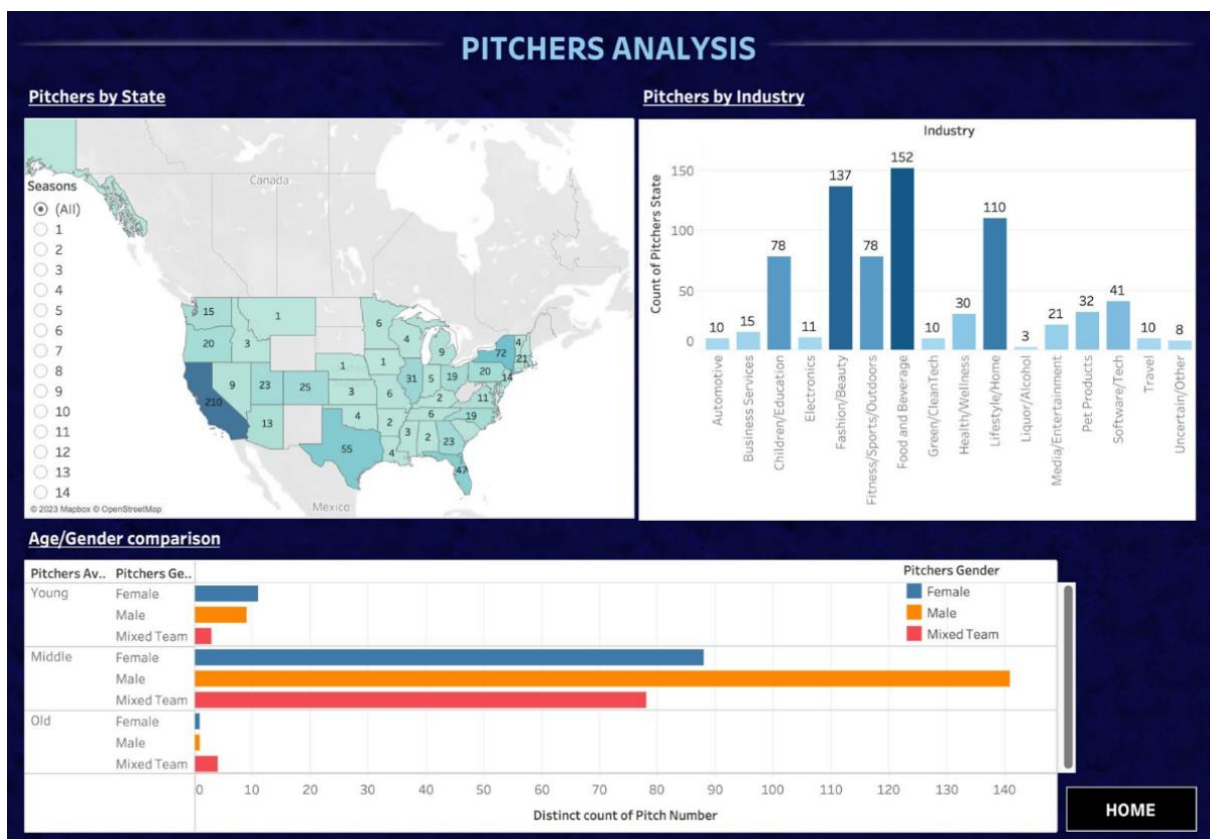 PITCHERS ANALYSIS
Pitchers by State
Canada
Seasons
(All)
1
2
3
4
5
6
7
8
9
10
11
12
13
14
15
1
6
20
3
4
9
72
4
21
1
1
20
14
210
9
23
25
31
5
19
3
6
2
11
13
4
2
6
19
55
3
2
23
4
47
Mexico
© 2023 Mapbox © OpenStreetMap
Pitchers by Industry
Industry
Count of Pitchers State
150
100
50
0
10
15
78
11
137
78
152
10
30
110
3
21
32
41
10
8
Automotive
Business Services
Children/Education
Electronics
Fashion/Beauty
Fitness/Sports/Outdoors
Food and Beverage
Green/CleanTech
Health/Wellness
Lifestyle/Home
Liquor/Alcohol
Media/Entertainment
Pet Products
Software/Tech
Travel
Uncertain/Other
Age/Gender comparison
Pitchers Av.. Pitchers Ge..
Young Female
Male
Mixed Team
Middle Female
Male
Mixed Team
Old Female
Male
Mixed Team
0 10 20 30 40 50 60 70 80 90 100 110 120 130 140
Distinct count of Pitch Number
Pitchers Gender
Female
Male
Mixed Team
HOME